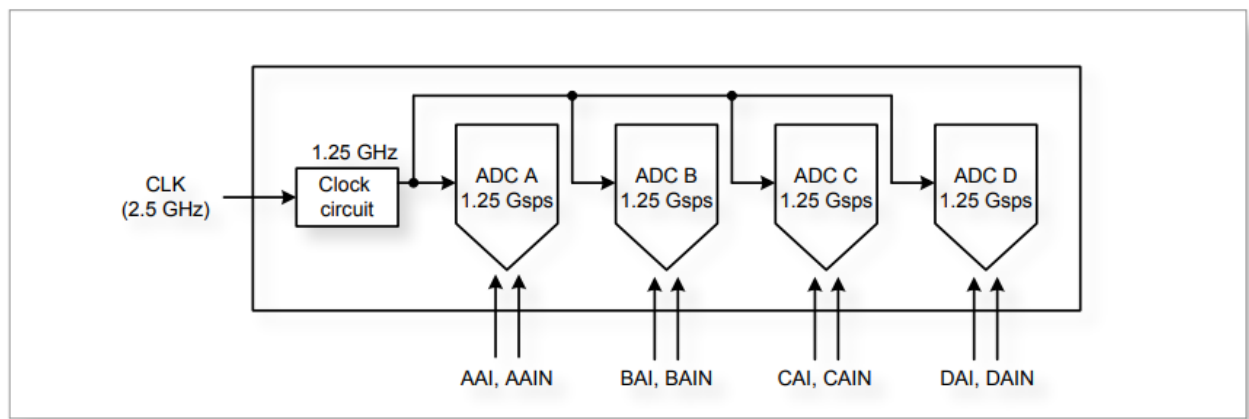 1.25 GHz
CLK
(2.5 GHz)
Clock
circuit
ADC A
1.25 Gsps
ADC B
1.25 Gsps
ADC C
1.25 Gsps
ADC D
1.25 Gsps
AAI, AAIN
BAI, BAIN
CAI, CAIN
DAI, DAIN